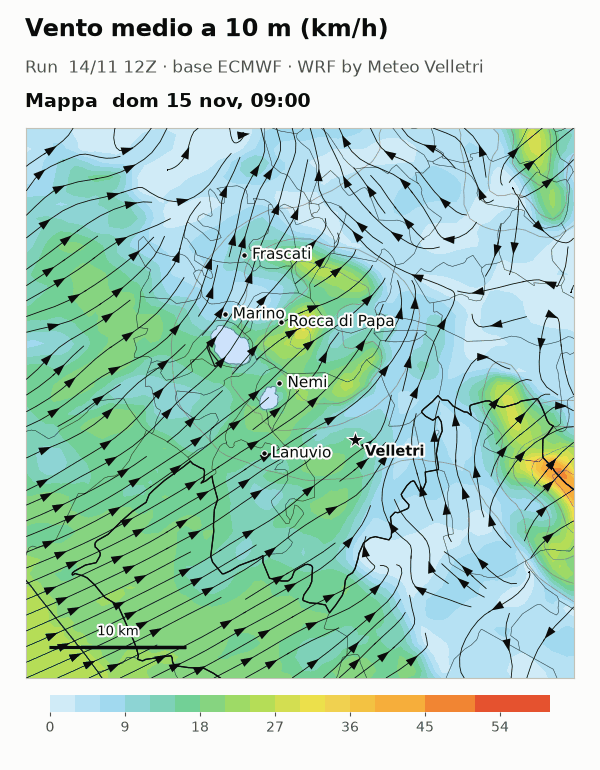 Vento medio a 10 m (km/h)
Run  14/11 12Z · base ECMWF · WRF by Meteo Velletri
Mappa  dom 15 nov, 09:00
Frascati
Marino
Rocca di Papa
Nemi
Velletri
Lanuvio
10 km
0 9 18 27 36 45 54